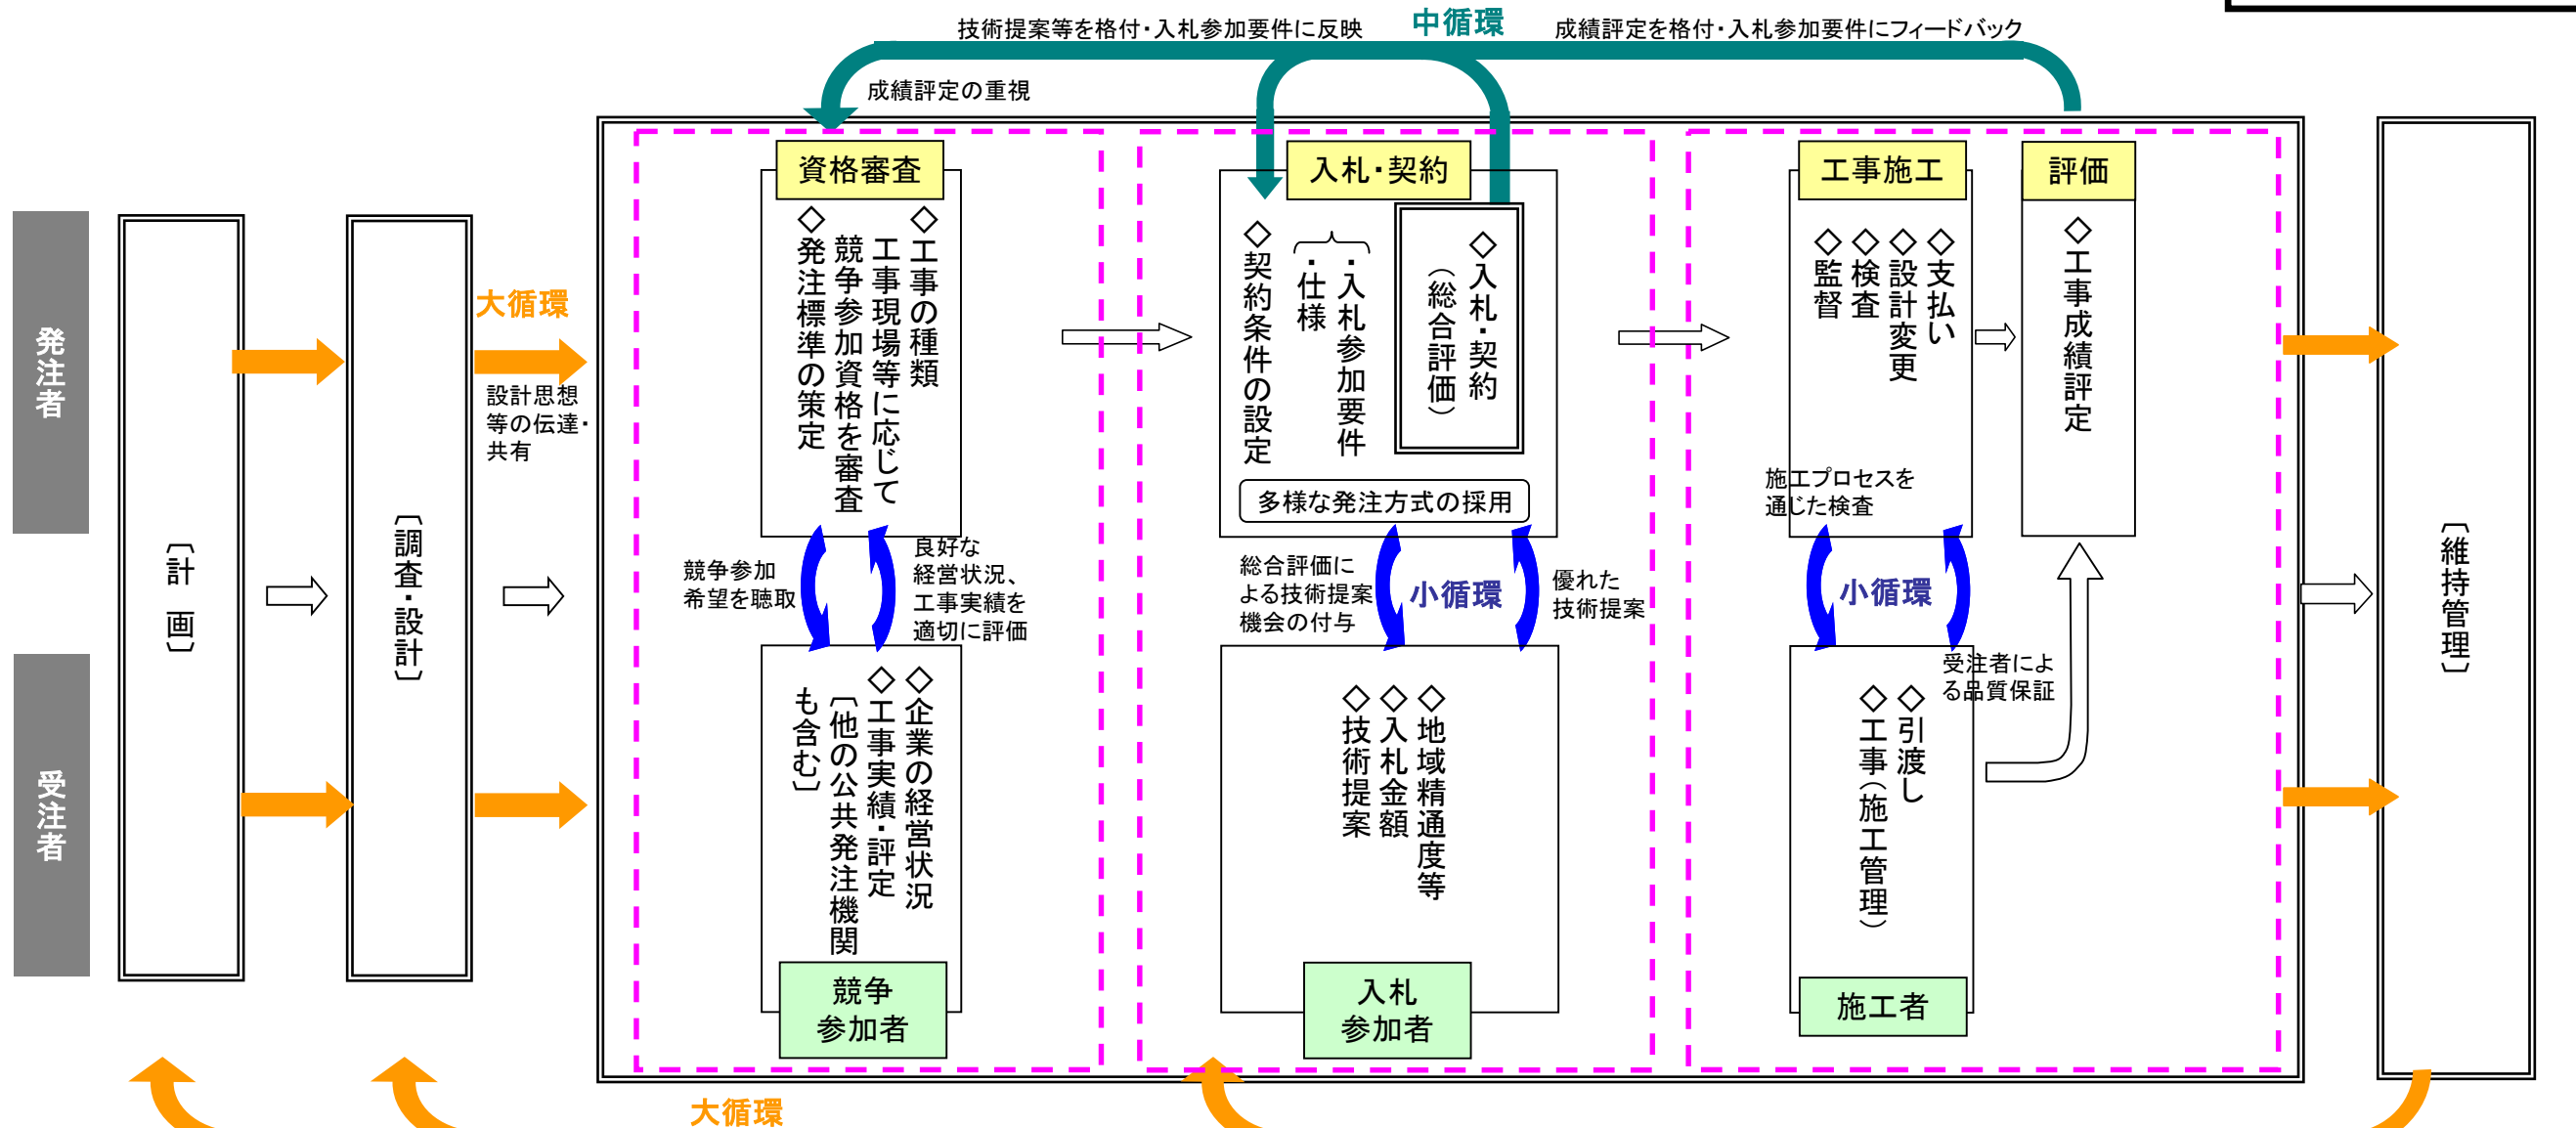 技術提案等を格付・入札参加要件に反映
中循環
成績評定を格付・入札参加要件にフィードバック
成績評定の重視
発注者
受注者
〔計　画〕
〔調査・設計〕
大循環
設計思想
等の伝達・
共有
資格審査
◇工事の種類
工事現場等に応じて
競争参加資格を審査
◇発注標準の策定
競争参加
希望を聴取
良好な
経営状況、
工事実績を
適切に評価
◇企業の経営状況
◇工事実績・評定
〔他の公共発注機関
も含む〕
競争
参加者
入札・契約
◇入札・契約
（総合評価）
・入札参加要件
・仕様
◇契約条件の設定
多様な発注方式の採用
総合評価に
よる技術提案
機会の付与
小循環
優れた
技術提案
◇地域精通度等
◇入札金額
◇技術提案
入札
参加者
工事施工
◇支払い
◇設計変更
◇検査
◇監督
施工プロセスを
通じた検査
小循環
受注者によ
る品質保証
◇引渡し
◇工事（施工管理）
施工者
評価
◇工事成績評定
〔維持管理〕
大循環